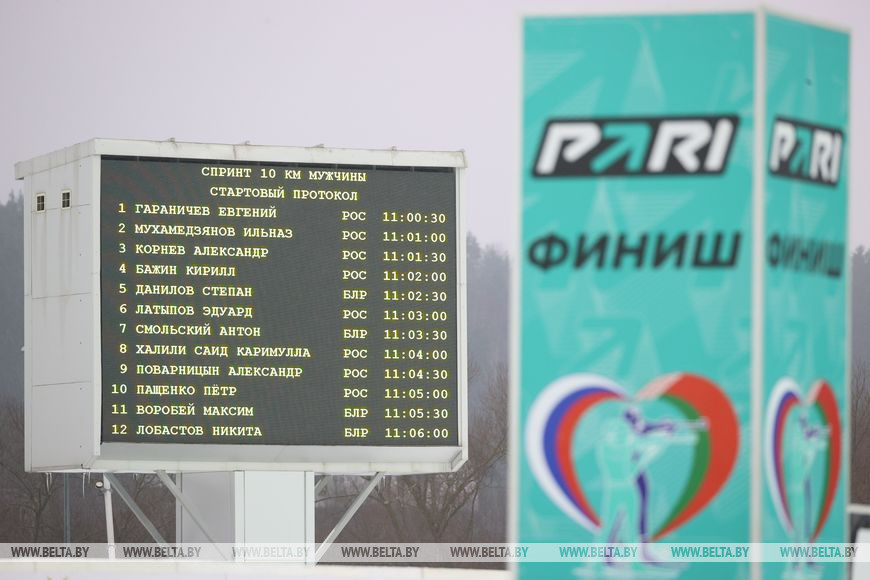 СПРИНТ 10 КМ МУЖЧИНЫ
СТАРТОВЫЙ ПРОТОКОЛ
1 ГАРАНИЧЕВ ЕВГЕНИЙ РОС 11:00:30
2 МУХАМЕДЗЯНОВ ИЛЬНАЗ РОС 11:01:00
3 КОРНЕВ АЛЕКСАНДР РОС 11:01:30
4 БАЖИН КИРИЛЛ РОС 11:02:00
5 ДАНИЛОВ СТЕПАН БЛР 11:02:30
6 ЛАТЫПОВ ЭДУАРД РОС 11:03:00
7 СМОЛЬСКИЙ АНТОН БЛР 11:03:30
8 ХАЛИЛИ САИД КАРИМУЛЛА РОС 11:04:00
9 ПОВАРНИЦЫН АЛЕКСАНДР РОС 11:04:30
10 ПАЩЕНКО ПЁТР РОС 11:05:00
11 ВОРОБЕЙ МАКСИМ БЛР 11:05:30
12 ЛОБАСТОВ НИКИТА БЛР 11:06:00
PARI
ФИНИШ
PARI
ФИНИШ
WWW.BELTA.BY WWW.BELTA.BY WWW.BELTA.BY WWW.BELTA.BY WWW.BELTA.BY WWW.BELTA.BY WWW.BELTA.BY WWW.BELTA.BY